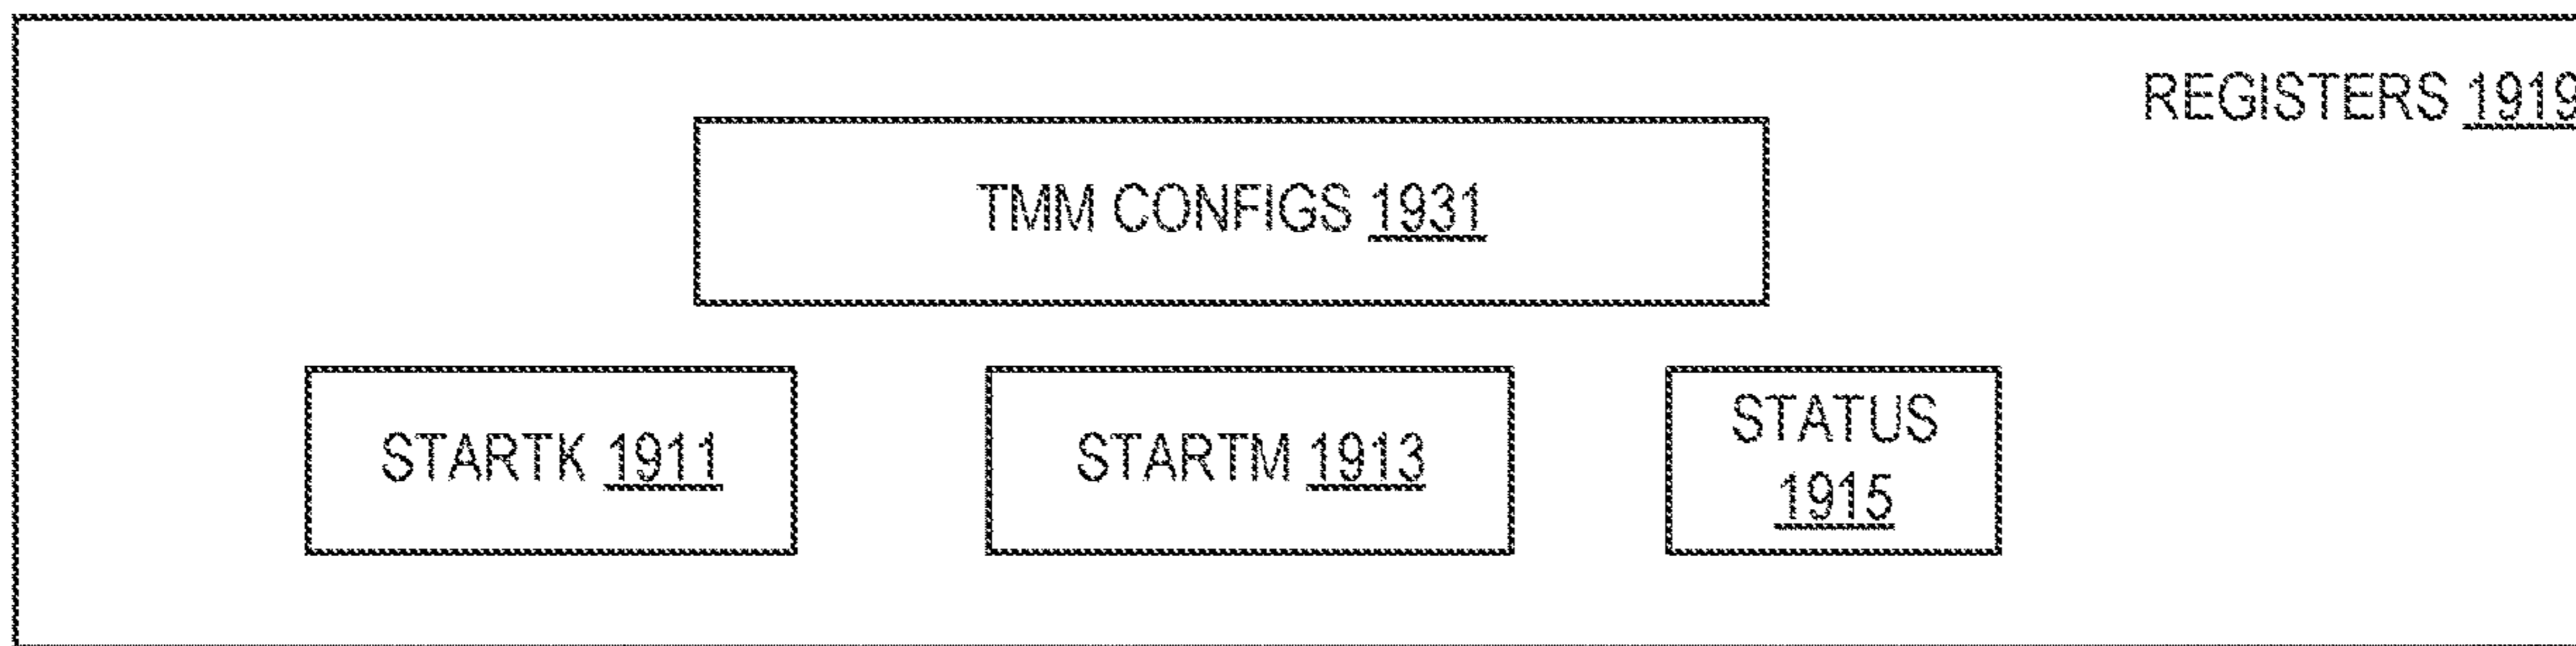 REGISTERS 1919
TMM CONFIGS 1931
STARTK 1911
STARTM 1913
STATUS
1915